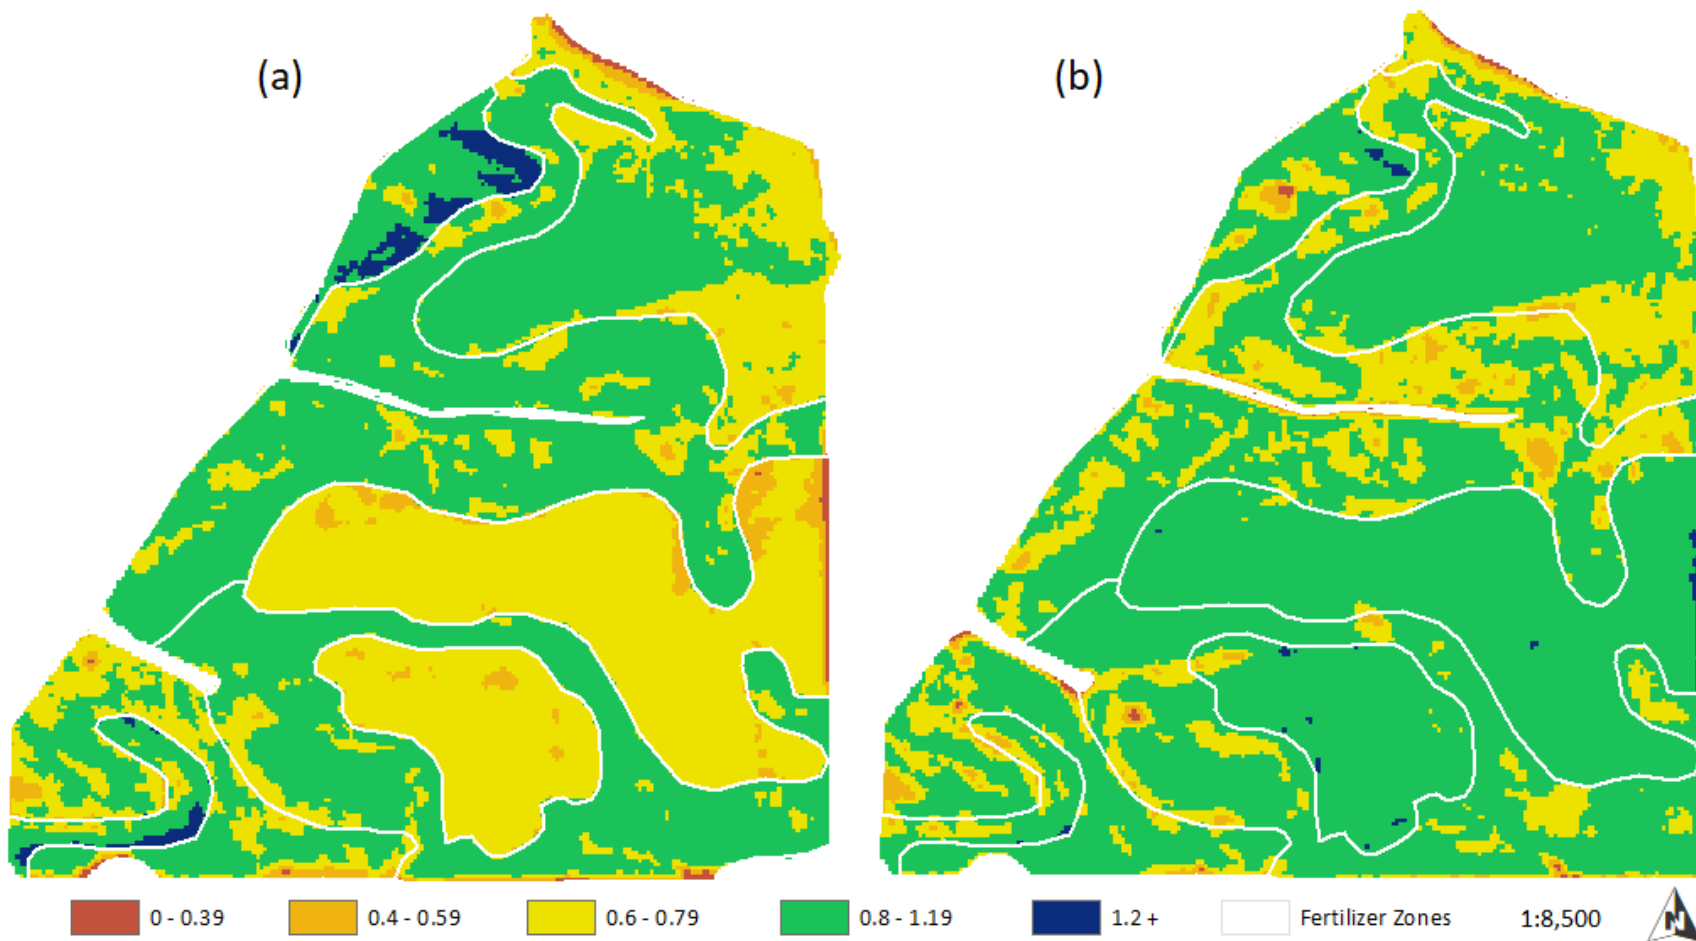 (a)
(b)
0 - 0.39
0.4 - 0.59
0.6 - 0.79
0.8 - 1.19
1.2 +
Fertilizer Zones
1:8,500
N